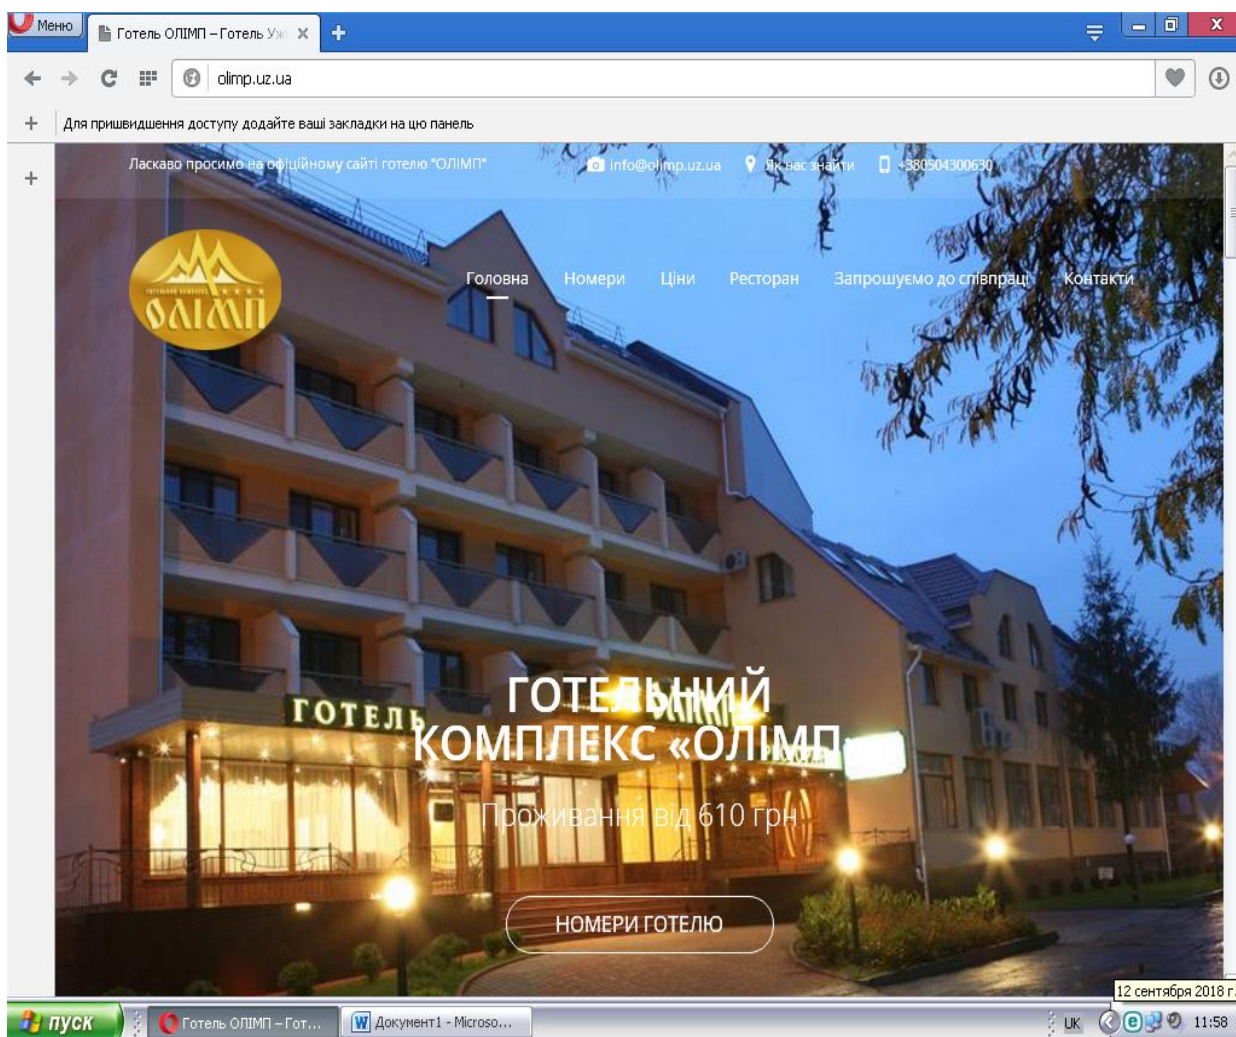 Меню
Готель ОЛІМП – Готель Уж
olimp.uz.ua
Для пришвидшення доступу додайте ваші закладки на цю панель
Ласкаво просимо на офіційному сайті готелю "ОЛІМП"
info@olimp.uz.ua
Як нас знайти
+380504300630
ОЛІМП
Головна
Номери
Ціни
Ресторан
Запрошуємо до співпраці
Контакти
ГОТЕЛЬ
ГОТЕЛЬНИЙ
КОМПЛЕКС «ОЛІМП»
Проживання від 610 грн
НОМЕРИ ГОТЕЛЮ
12 сентября 2018 г.
пуск
Готель ОЛІМП – Гот...
Документ1 - Microso...
UK
11:58